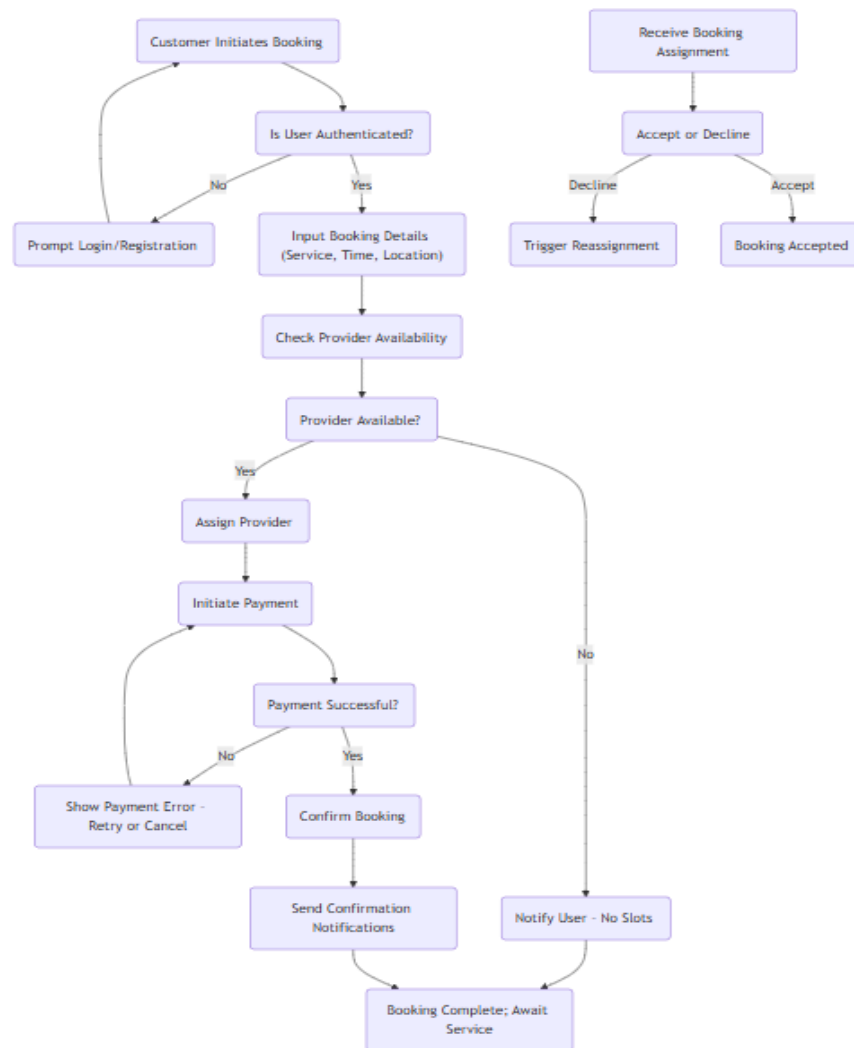 Customer Initiates Booking
Receive Booking
Assignment
Is User Authenticated?
Accept or Decline
No
Yes
Decline
Accept
Prompt Login/Registration
Input Booking Details
(Service, Time, Location)
Trigger Reassignment
Booking Accepted
Check Provider Availability
Provider Available?
Yes
Assign Provider
Initiate Payment
No
Payment Successful?
No
Yes
Show Payment Error -
Retry or Cancel
Confirm Booking
Send Confirmation
Notifications
Notify User - No Slots
Booking Complete; Await
Service